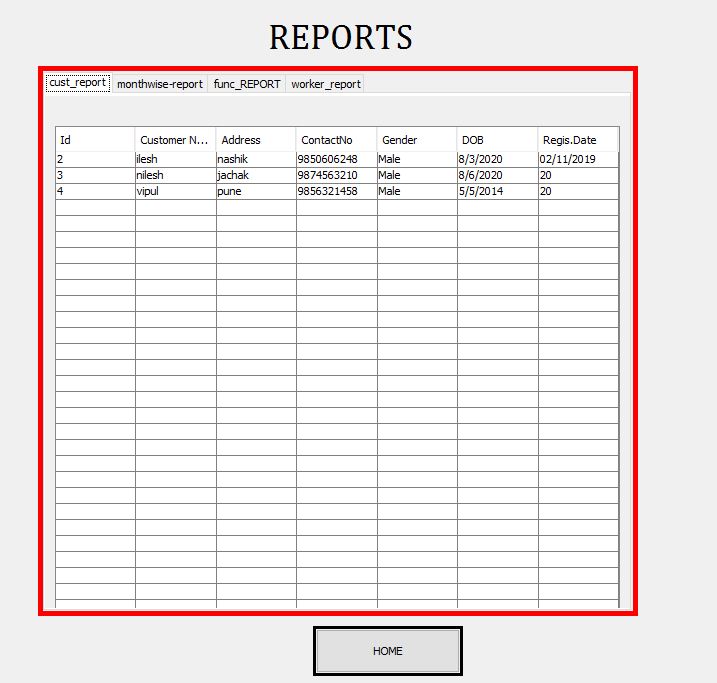 REPORTS
cust_report monthwise-report func_REPORT worker_report
Id Customer N... Address ContactNo Gender DOB Regis.Date
2 ilesh nashik 9850606248 Male 8/3/2020 02/11/2019
3 nilesh jachak 9874563210 Male 8/6/2020 20
4 vipul pune 9856321458 Male 5/5/2014 20
HOME